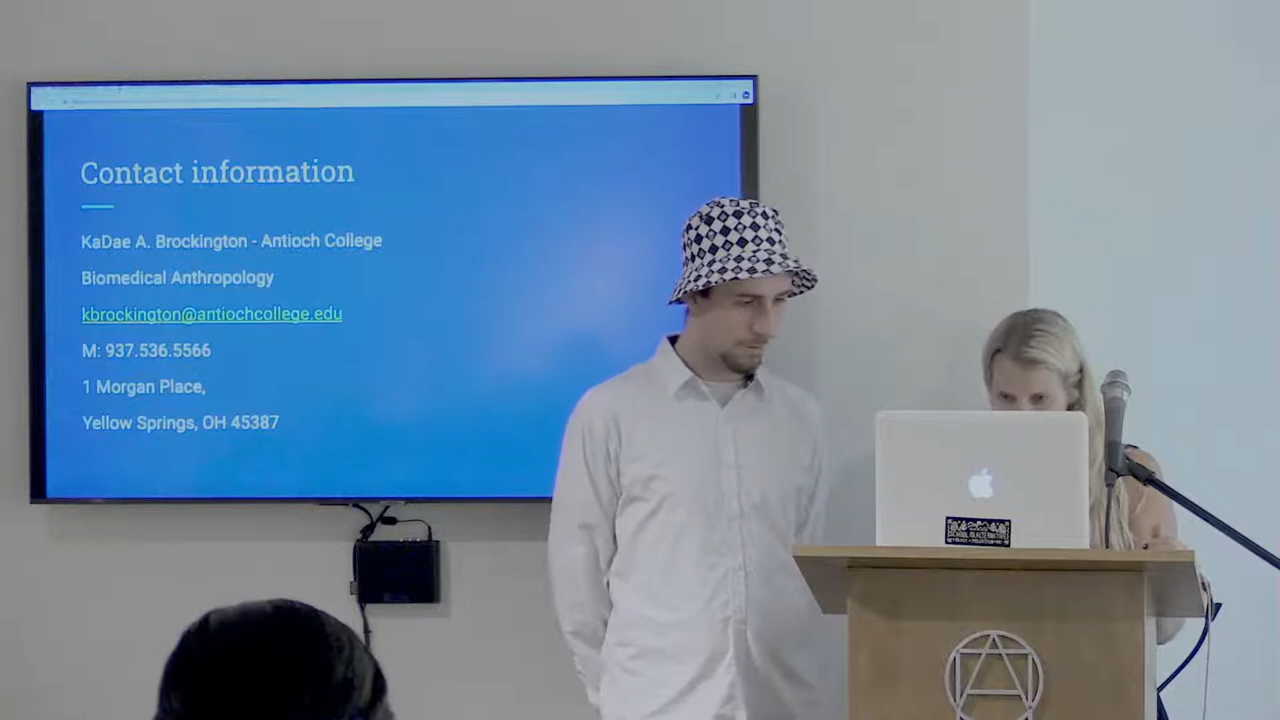 Contact information
KaDae A. Brockington - Antioch College
Biomedical Anthropology
kbrockington@antiochcollege.edu
M: 937.536.5566
1 Morgan Place,
Yellow Springs, OH 45387